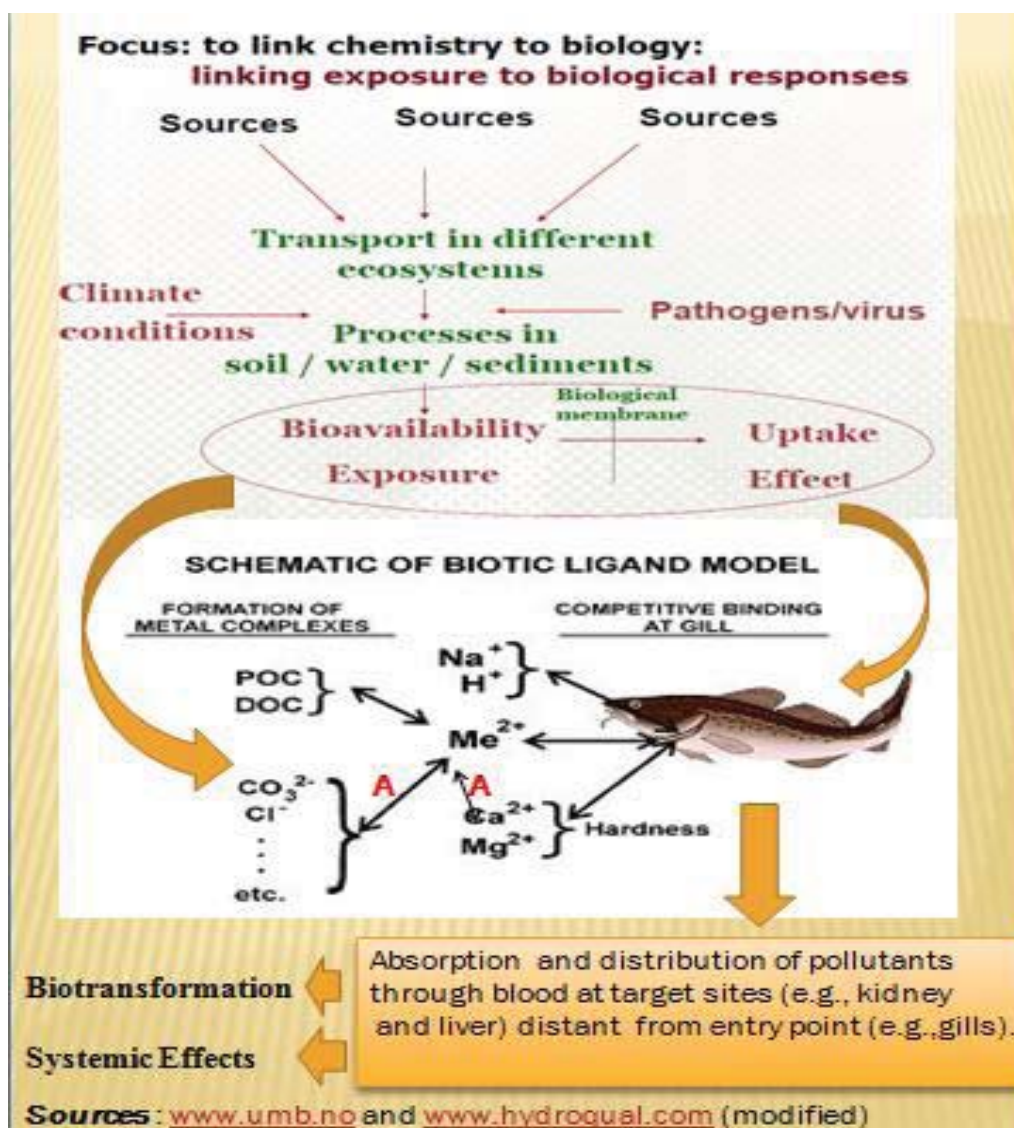 Focus: to link chemistry to biology:
linking exposure to biological responses
Sources Sources Sources
Transport in different
ecosystems
Climate
conditions
Pathogens/virus
Processes in
soil / water / sediments
Biological
membrane
Bioavailability
Exposure
Uptake
Effect
SCHEMATIC OF BIOTIC LIGAND MODEL
FORMATION OF
METAL COMPLEXES
COMPETITIVE BINDING
AT GILL
POC
DOC
Na⁺
H⁺
Me²⁺
A A
CO₃²⁻
Cl⁻
.
.
.
etc.
Ca²⁺
Mg²⁺
Hardness
Absorption and distribution of pollutants
through blood at target sites (e.g., kidney
and liver) distant from entry point (e.g.,gills).
Biotransformation
Systemic Effects
Sources: www.umb.no and www.hydroqual.com (modified)